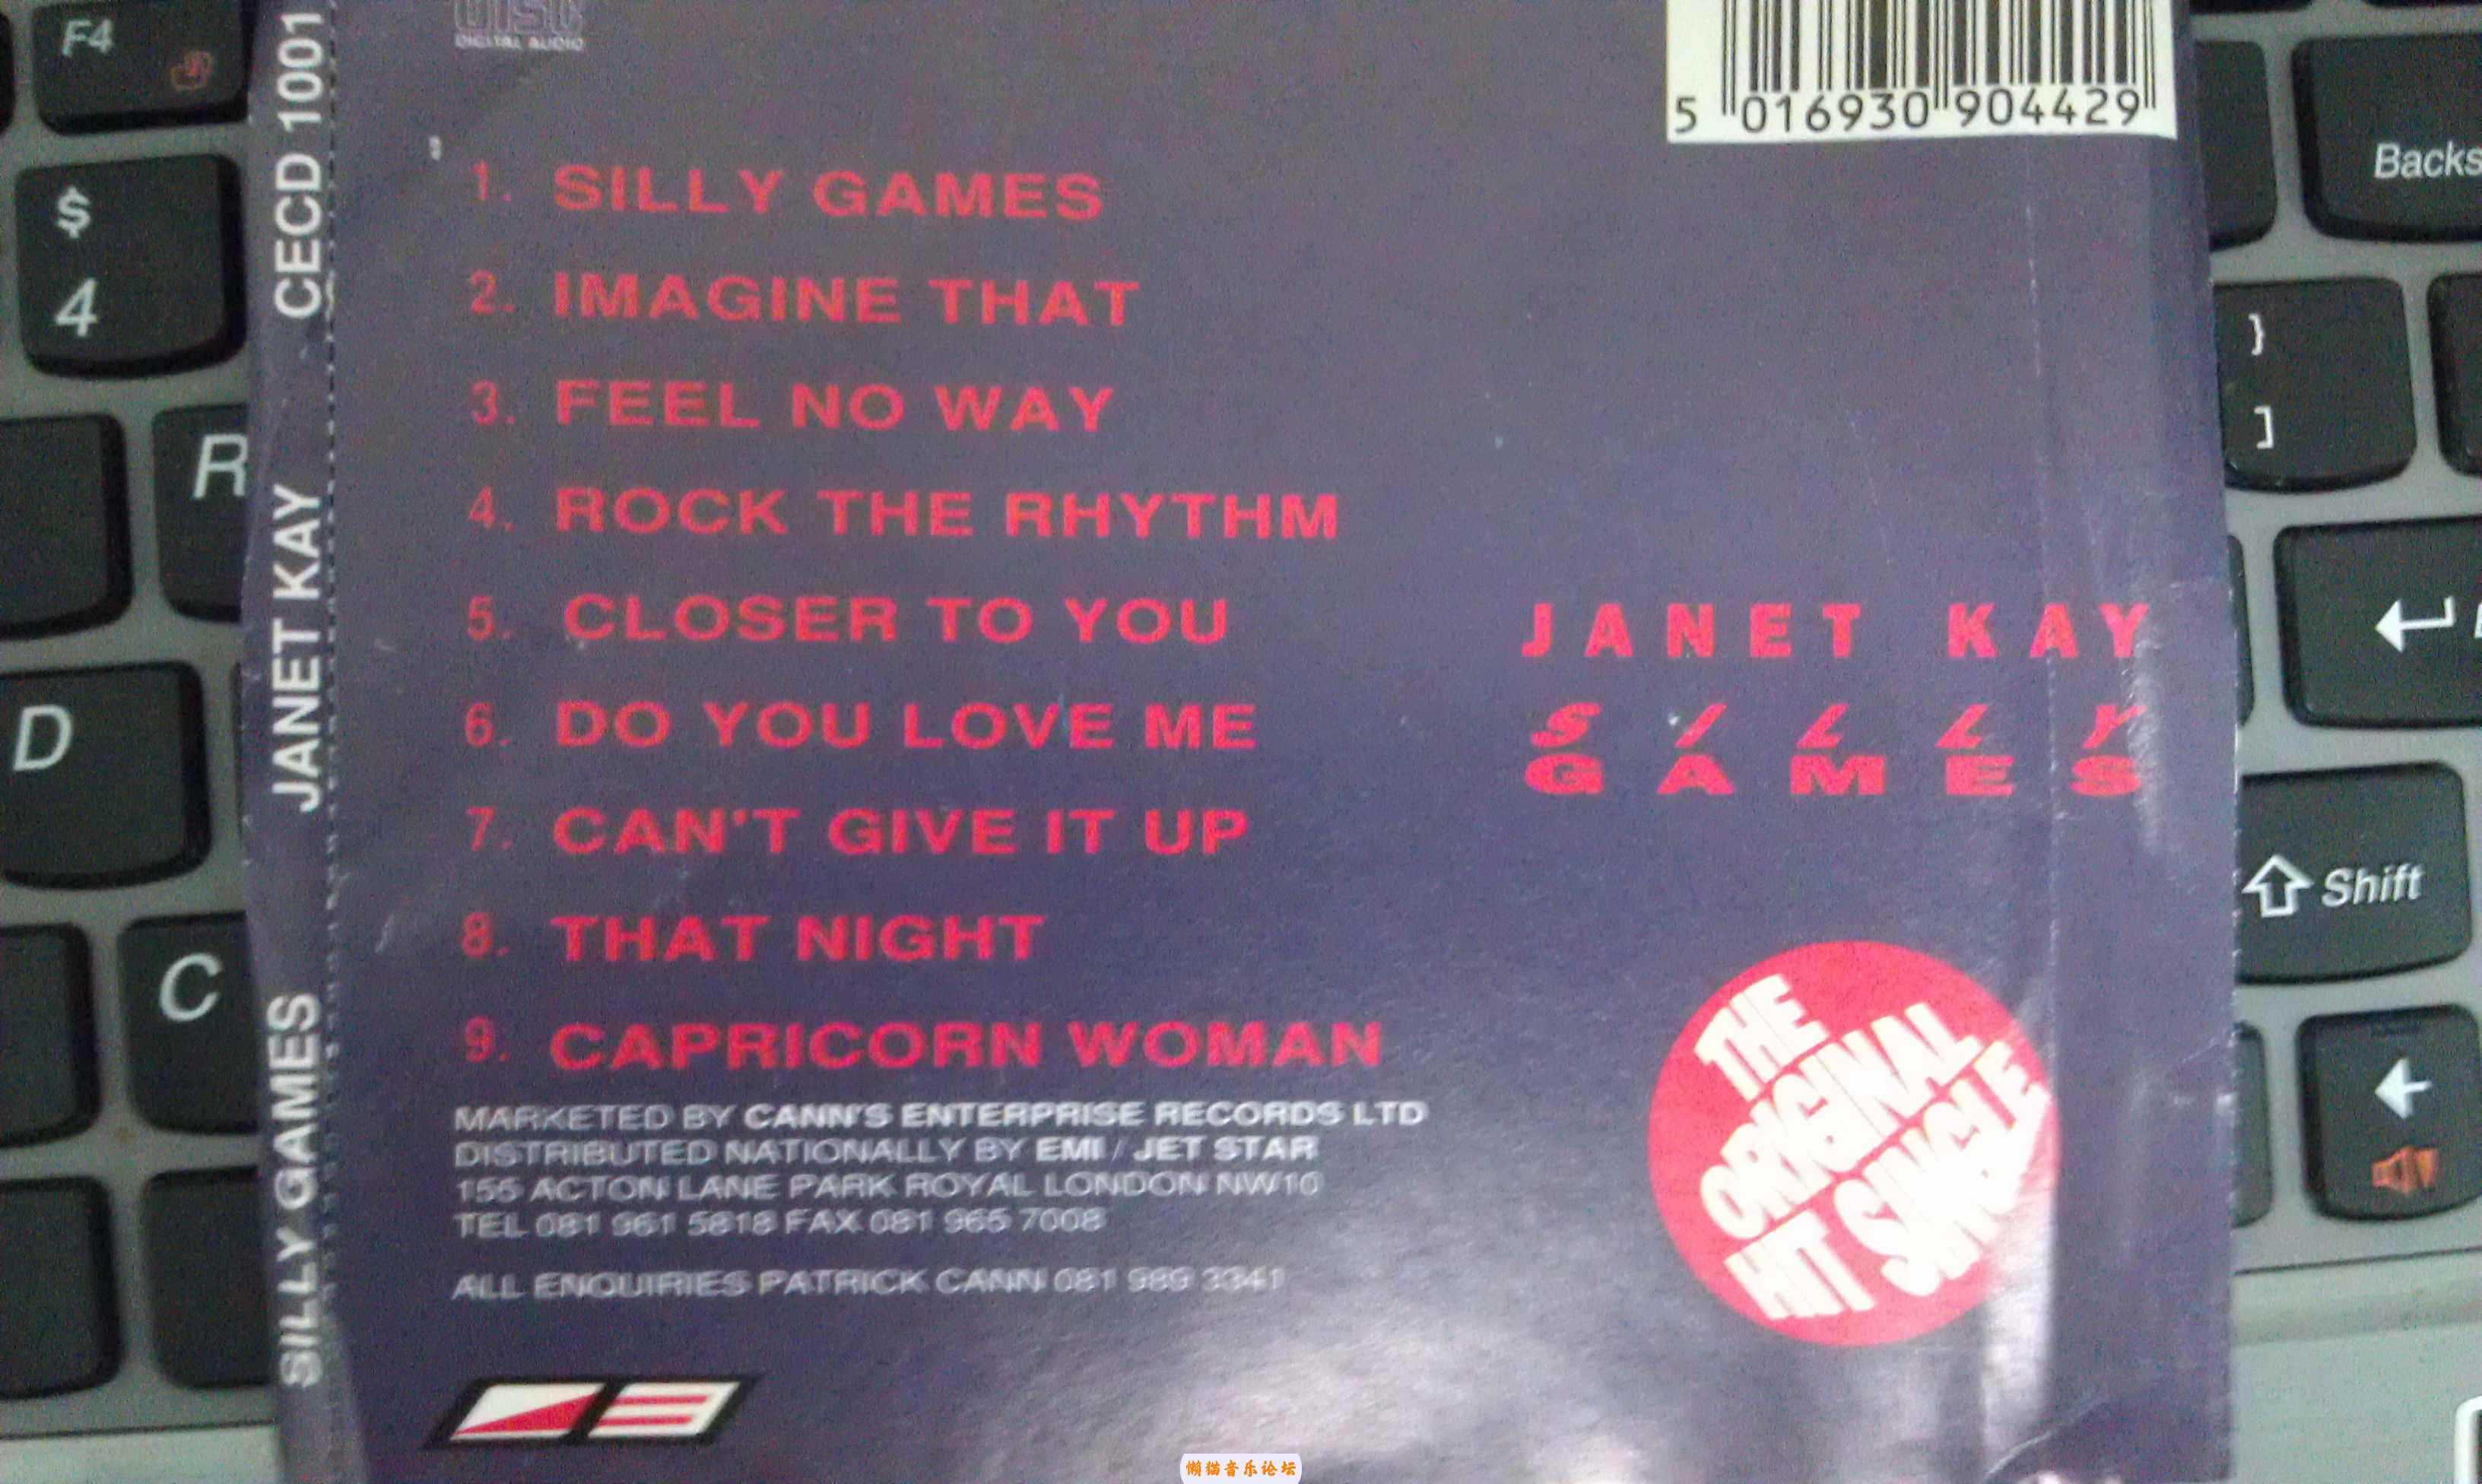 DISC
DIGITAL AUDIO
5 016930 904429
SILLY GAMES JANET KAY CECD 1001
1. SILLY GAMES
2. IMAGINE THAT
3. FEEL NO WAY
4. ROCK THE RHYTHM
5. CLOSER TO YOU
6. DO YOU LOVE ME
7. CAN'T GIVE IT UP
8. THAT NIGHT
9. CAPRICORN WOMAN
JANET KAY
SILLY
GAMES
THE
ORIGINAL
HIT SINGLE
MARKETED BY CANN'S ENTERPRISE RECORDS LTD
DISTRIBUTED NATIONALLY BY EMI / JET STAR
155 ACTON LANE PARK ROYAL LONDON NW10
TEL 081 961 5818 FAX 081 965 7008
ALL ENQUIRIES PATRICK CANN 081 989 3341
F4
$
4
R
D
C
Backs
}
]
Shift
懒猫音乐论坛